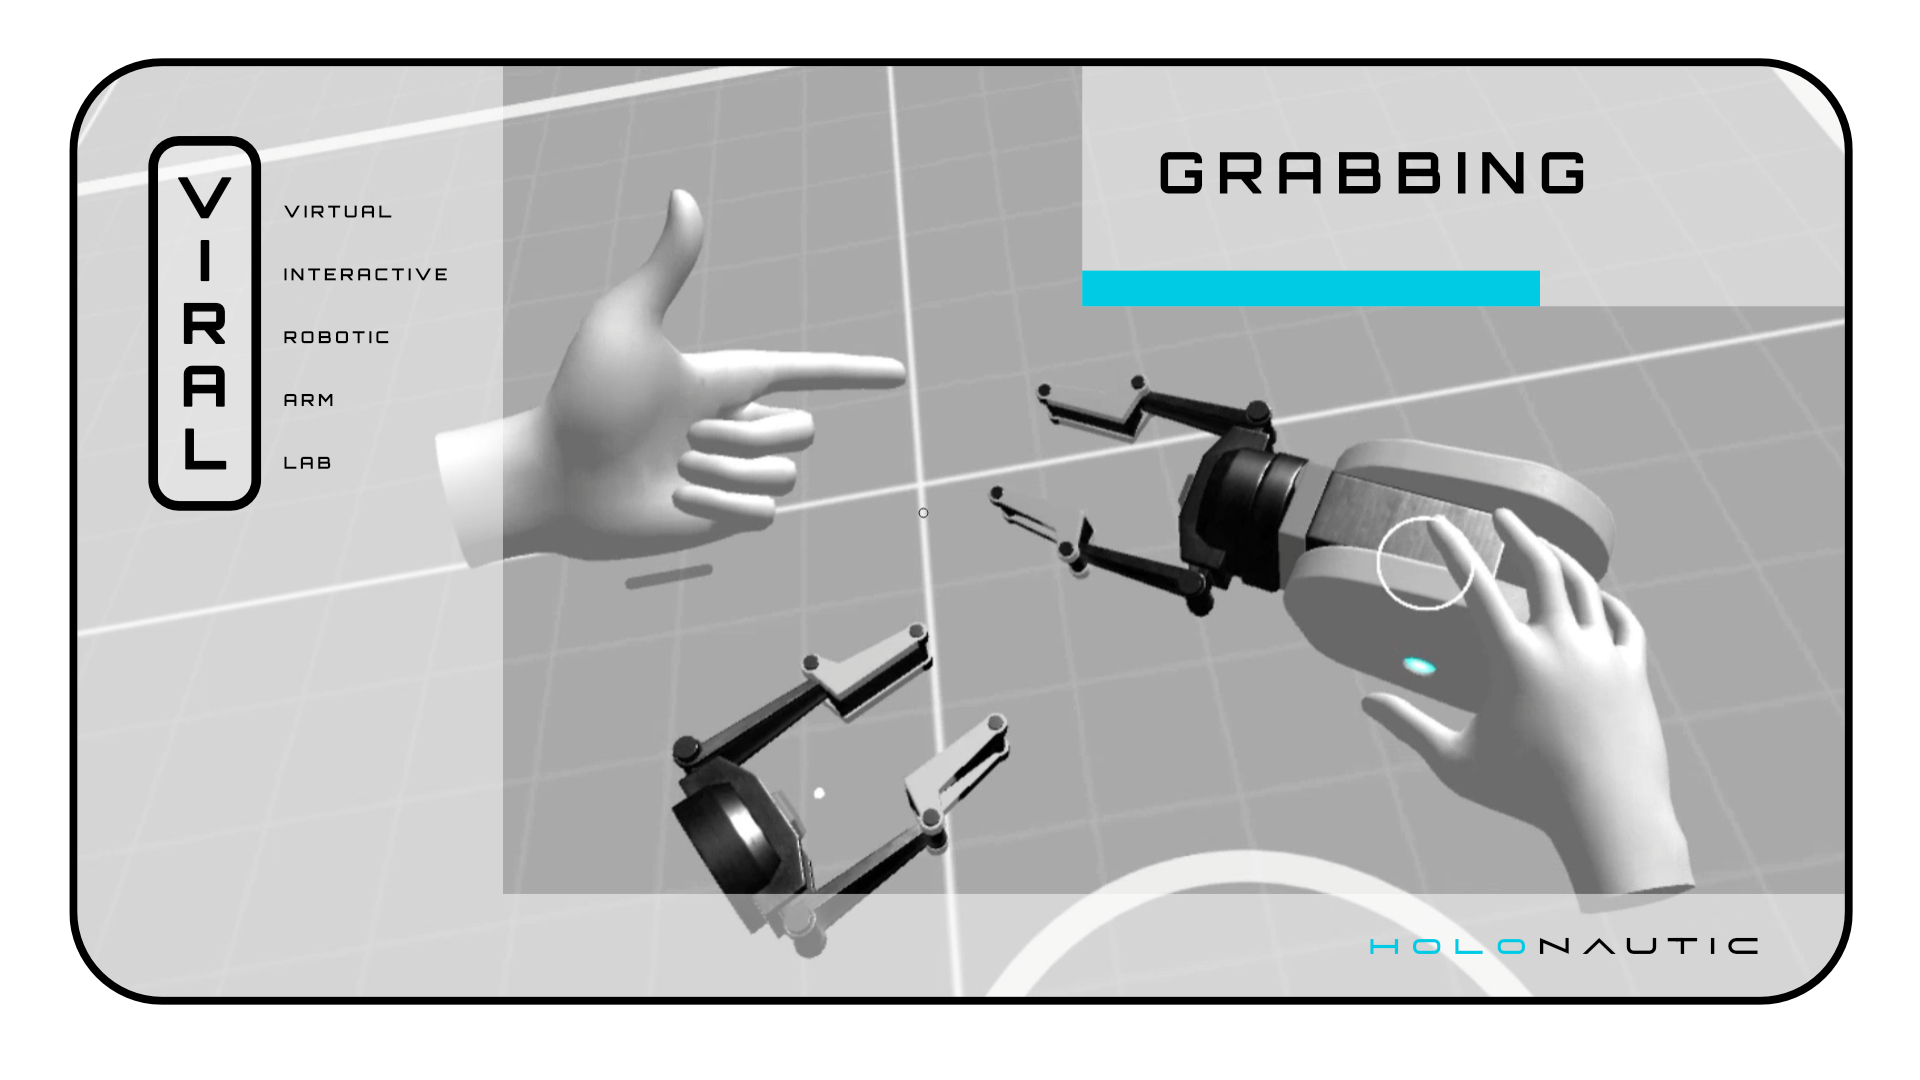 VIRAL
VIRTUAL
INTERACTIVE
ROBOTIC
ARM
LAB
GRABBING
HOLONAUTIC